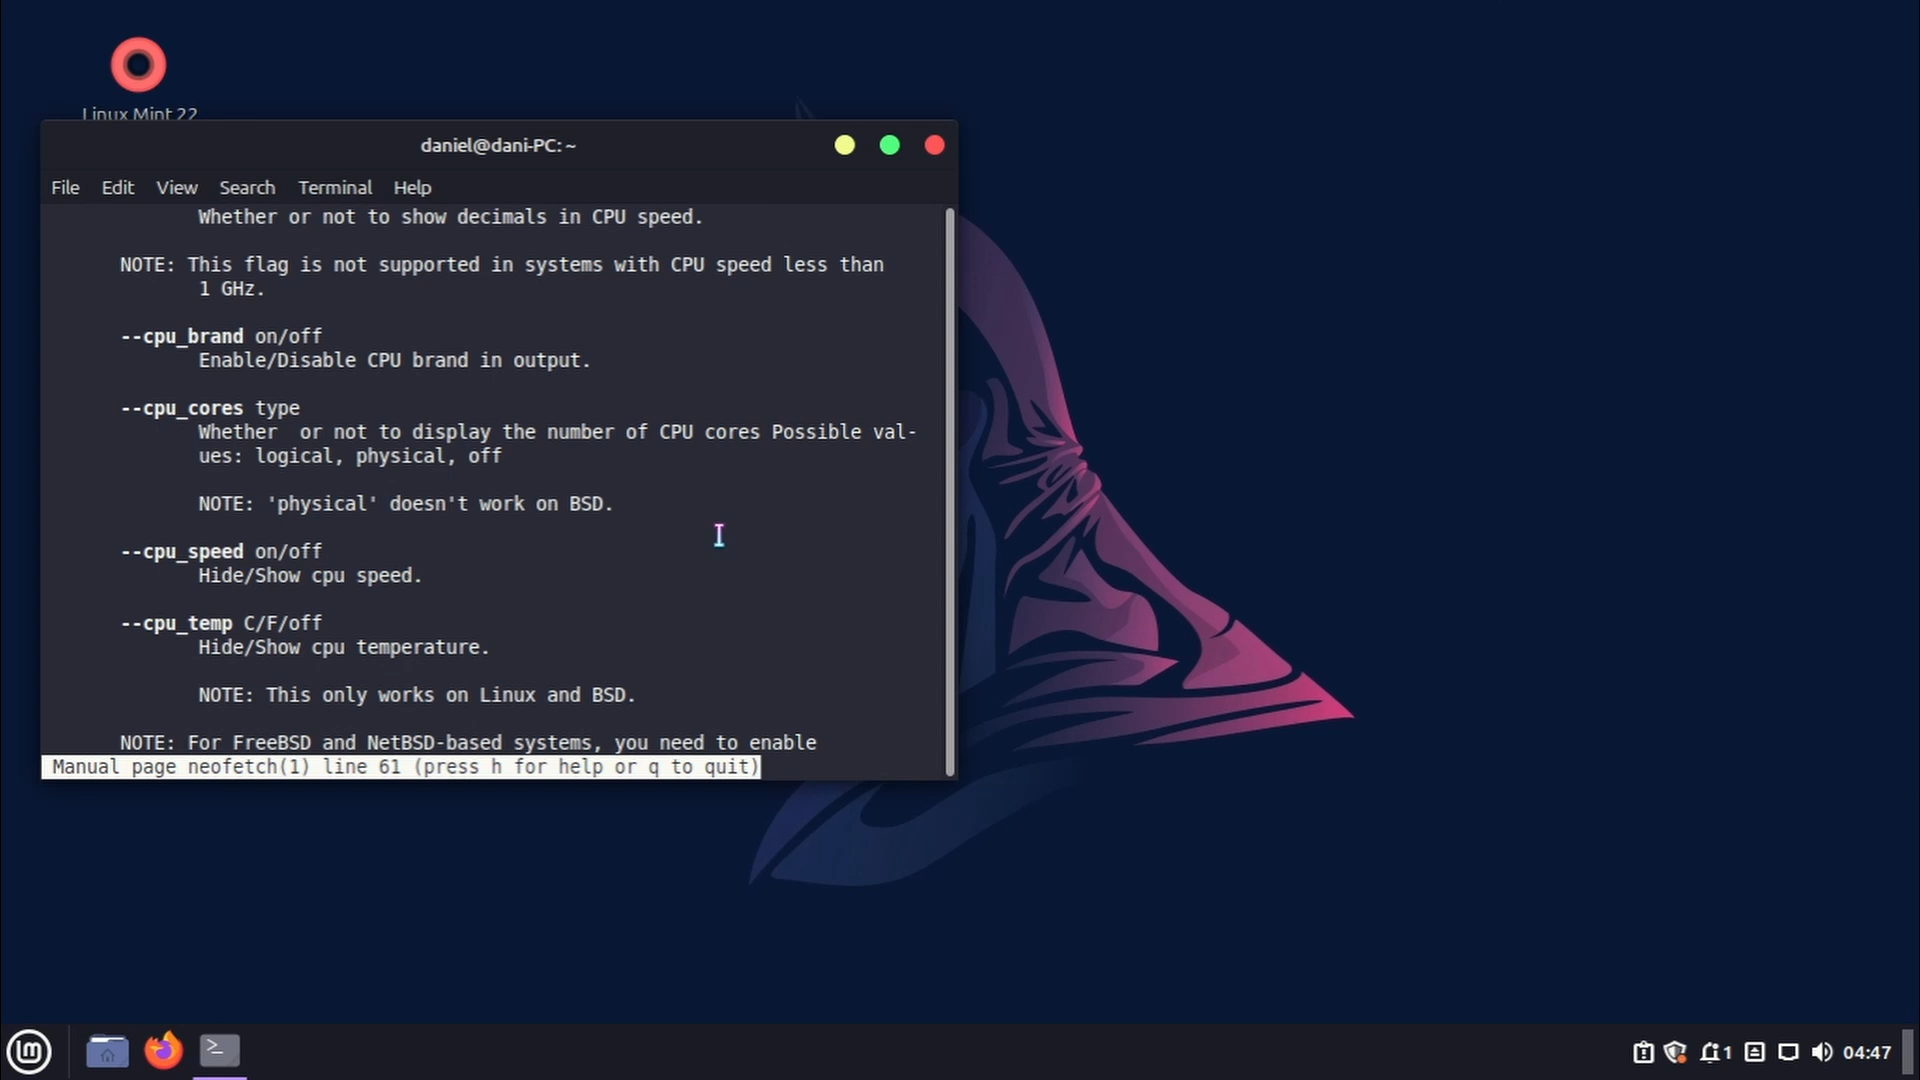 Linux Mint 22
daniel@dani-PC: ~
File Edit View Search Terminal Help
Whether or not to show decimals in CPU speed.
NOTE: This flag is not supported in systems with CPU speed less than
1 GHz.
--cpu_brand on/off
Enable/Disable CPU brand in output.
--cpu_cores type
Whether  or not to display the number of CPU cores Possible val-
ues: logical, physical, off
NOTE: 'physical' doesn't work on BSD.
--cpu_speed on/off
Hide/Show cpu speed.
--cpu_temp C/F/off
Hide/Show cpu temperature.
NOTE: This only works on Linux and BSD.
NOTE: For FreeBSD and NetBSD-based systems, you need to enable
Manual page neofetch(1) line 61 (press h for help or q to quit)
1 04:47